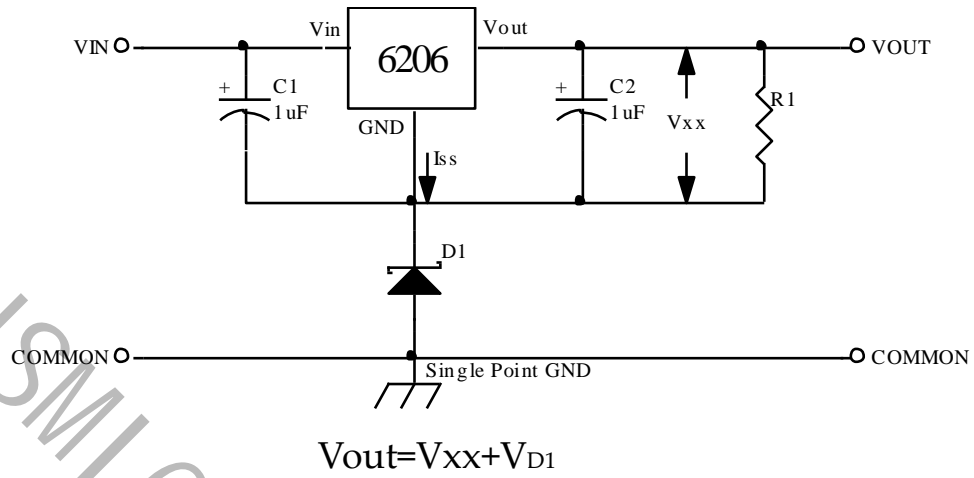 VIN
Vin
6206
Vout
VOUT
+ C1
1uF
GND
Iss
+ C2
1uF
Vxx
R1
D1
COMMON
Single Point GND
COMMON
Vout=Vxx+VD1